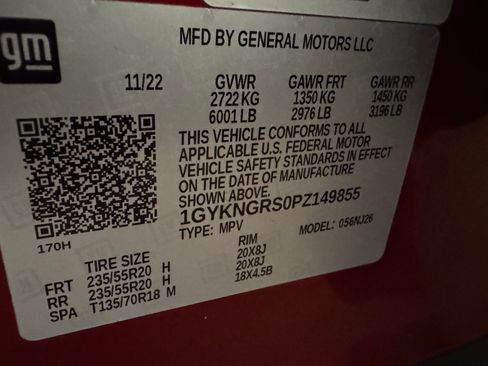 gm
MFD BY GENERAL MOTORS LLC
11/22 GVWR GAWR FRT GAWR RR
2722 KG 1350 KG 1450 KG
6001 LB 2976 LB 3196 LB
THIS VEHICLE CONFORMS TO ALL
APPLICABLE U.S. FEDERAL MOTOR
VEHICLE SAFETY STANDARDS IN EFFECT
ON THE DATE OF MANUFACTURE
SHOWN ABOVE.
1GYKNGRS0PZ149855
TYPE: MPV MODEL: 056NJ26
170H
TIRE SIZE RIM
FRT 235/55R20 H 20X8J
RR 235/55R20 H 20X8J
SPA T135/70R18 M 18X4.5B